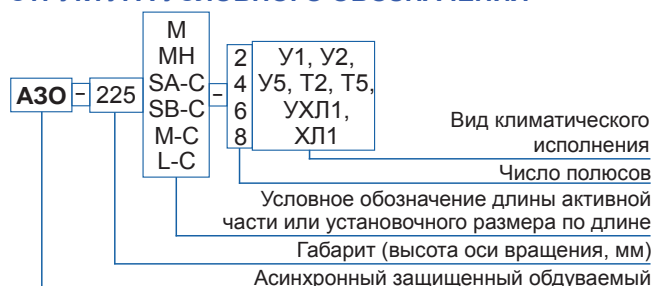 М
МН
SA-C
SB-C
M-C
L-C
2
4
6
8
У1, У2,
У5, Т2, Т5,
УХЛ1,
ХЛ1
АЗО - 225 -
Вид климатического
исполнения
Число полюсов
Условное обозначение длины активной
части или установочного размера по длине
Габарит (высота оси вращения, мм)
Асинхронный защищенный обдуваемый